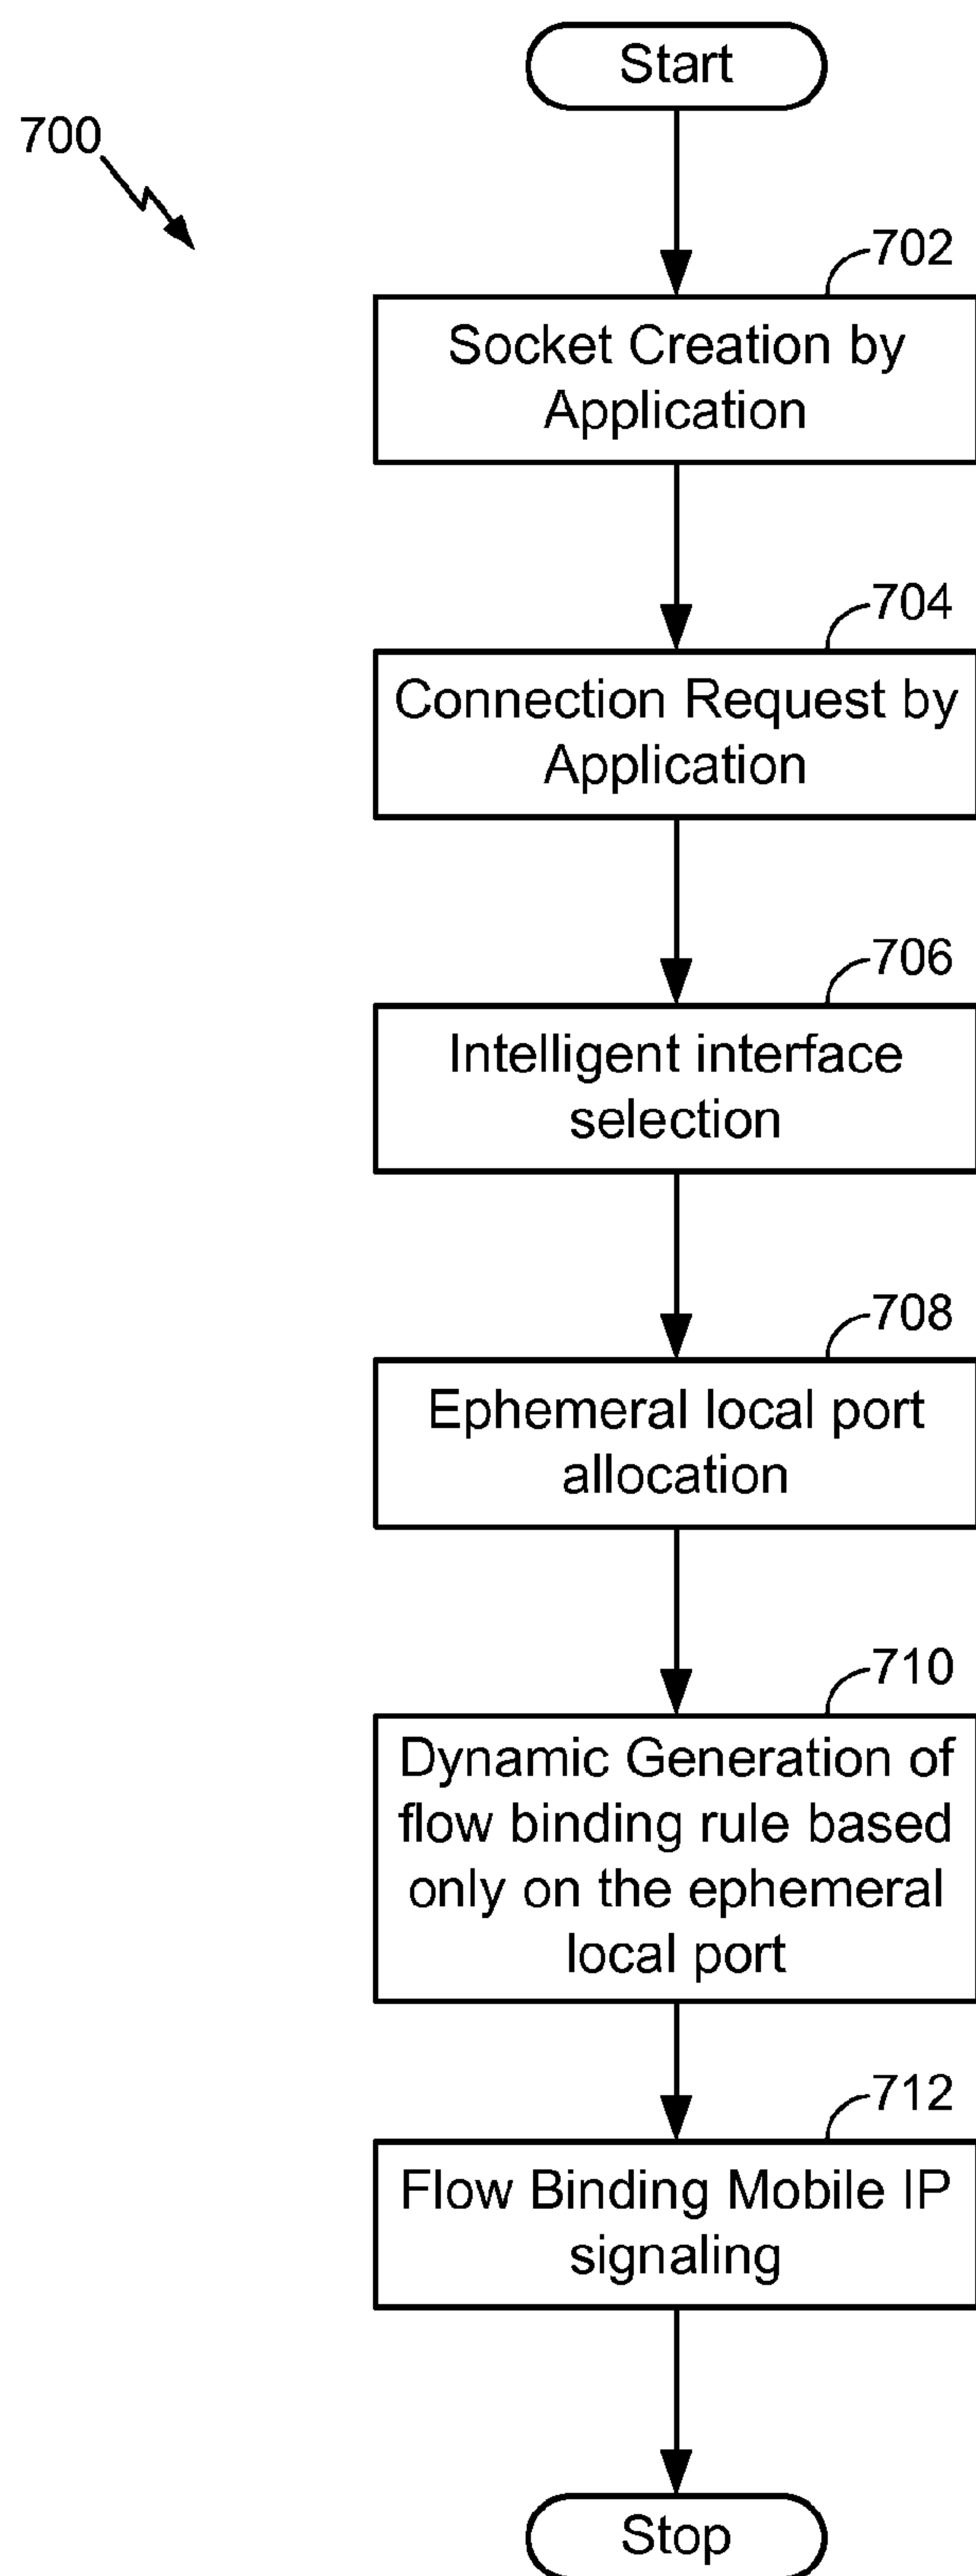 Start
700
702
Socket Creation by
Application
704
Connection Request by
Application
706
Intelligent interface
selection
708
Ephemeral local port
allocation
710
Dynamic Generation of
flow binding rule based
only on the ephemeral
local port
712
Flow Binding Mobile IP
signaling
Stop